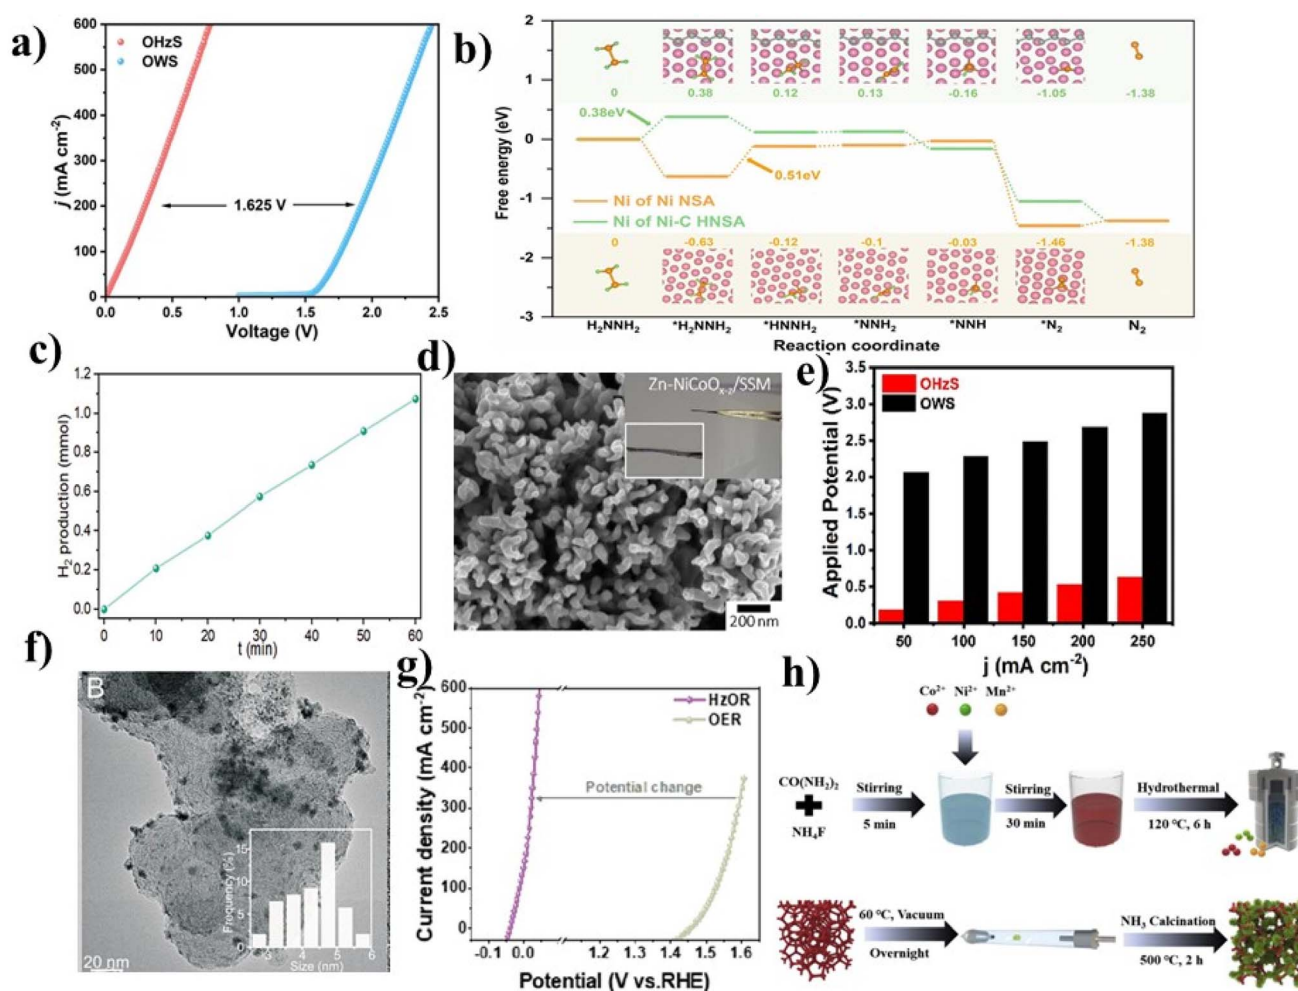 a)
600
500
400
300
200
100
0
j (mA cm⁻²)
OHzS
OWS
1.625 V
0.0 0.5 1.0 1.5 2.0 2.5
Voltage (V)
b)
2
1
0
-1
-2
-3
Free energy (eV)
0 0.38 0.12 0.13 -0.16 -1.05 -1.38
0.38eV
0.51eV
Ni of Ni NSA
Ni of Ni-C HNSA
0 -0.63 -0.12 -0.1 -0.03 -1.46 -1.38
H₂NNH₂ *H₂NNH₂ *HNNH₂ *NNH₂ *NNH *N₂ N₂
Reaction coordinate
c)
1.4
1.2
1.0
0.8
0.6
0.4
0.2
0.0
H₂ production (mmol)
0 10 20 30 40 50 60
t (min)
d)
Zn-NiCoOₓ₋z/SSM
200 nm
e)
3.5
3.0
2.5
2.0
1.5
1.0
0.5
0.0
Applied Potential (V)
OHzS
OWS
50 100 150 200 250
j (mA cm⁻²)
f)
B
15
10
5
0
Frequency (%)
3 4 5 6
Size (nm)
20 nm
g)
600
500
400
300
200
100
0
Current density (mA cm⁻²)
HzOR
OER
Potential change
-0.1 0.0 1.2 1.3 1.4 1.5 1.6
Potential (V vs.RHE)
h)
Co²⁺ Ni²⁺ Mn²⁺
CO(NH₂)₂
NH₄F
Stirring
5 min
Stirring
30 min
Hydrothermal
120 °C, 6 h
60 °C, Vacuum
Overnight
NH₃ Calcination
500 °C, 2 h